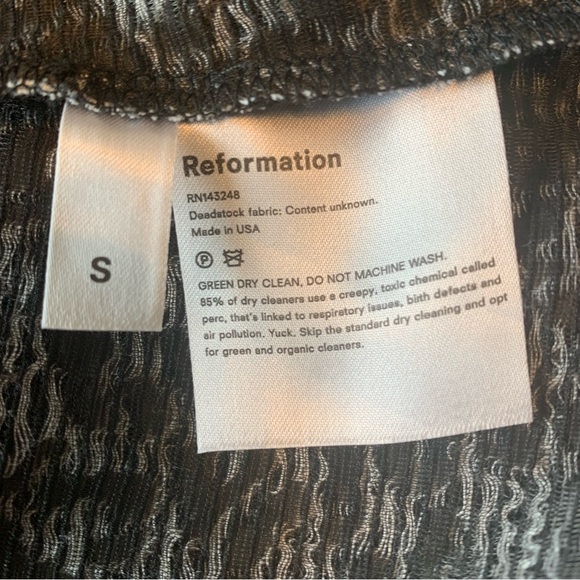 S
Reformation
RN143248
Deadstock fabric: Content unknown.
Made in USA
P
GREEN DRY CLEAN, DO NOT MACHINE WASH.
85% of dry cleaners use a creepy, toxic chemical called
perc, that's linked to respiratory issues, birth defects and
air pollution. Yuck. Skip the standard dry cleaning and opt
for green and organic cleaners.